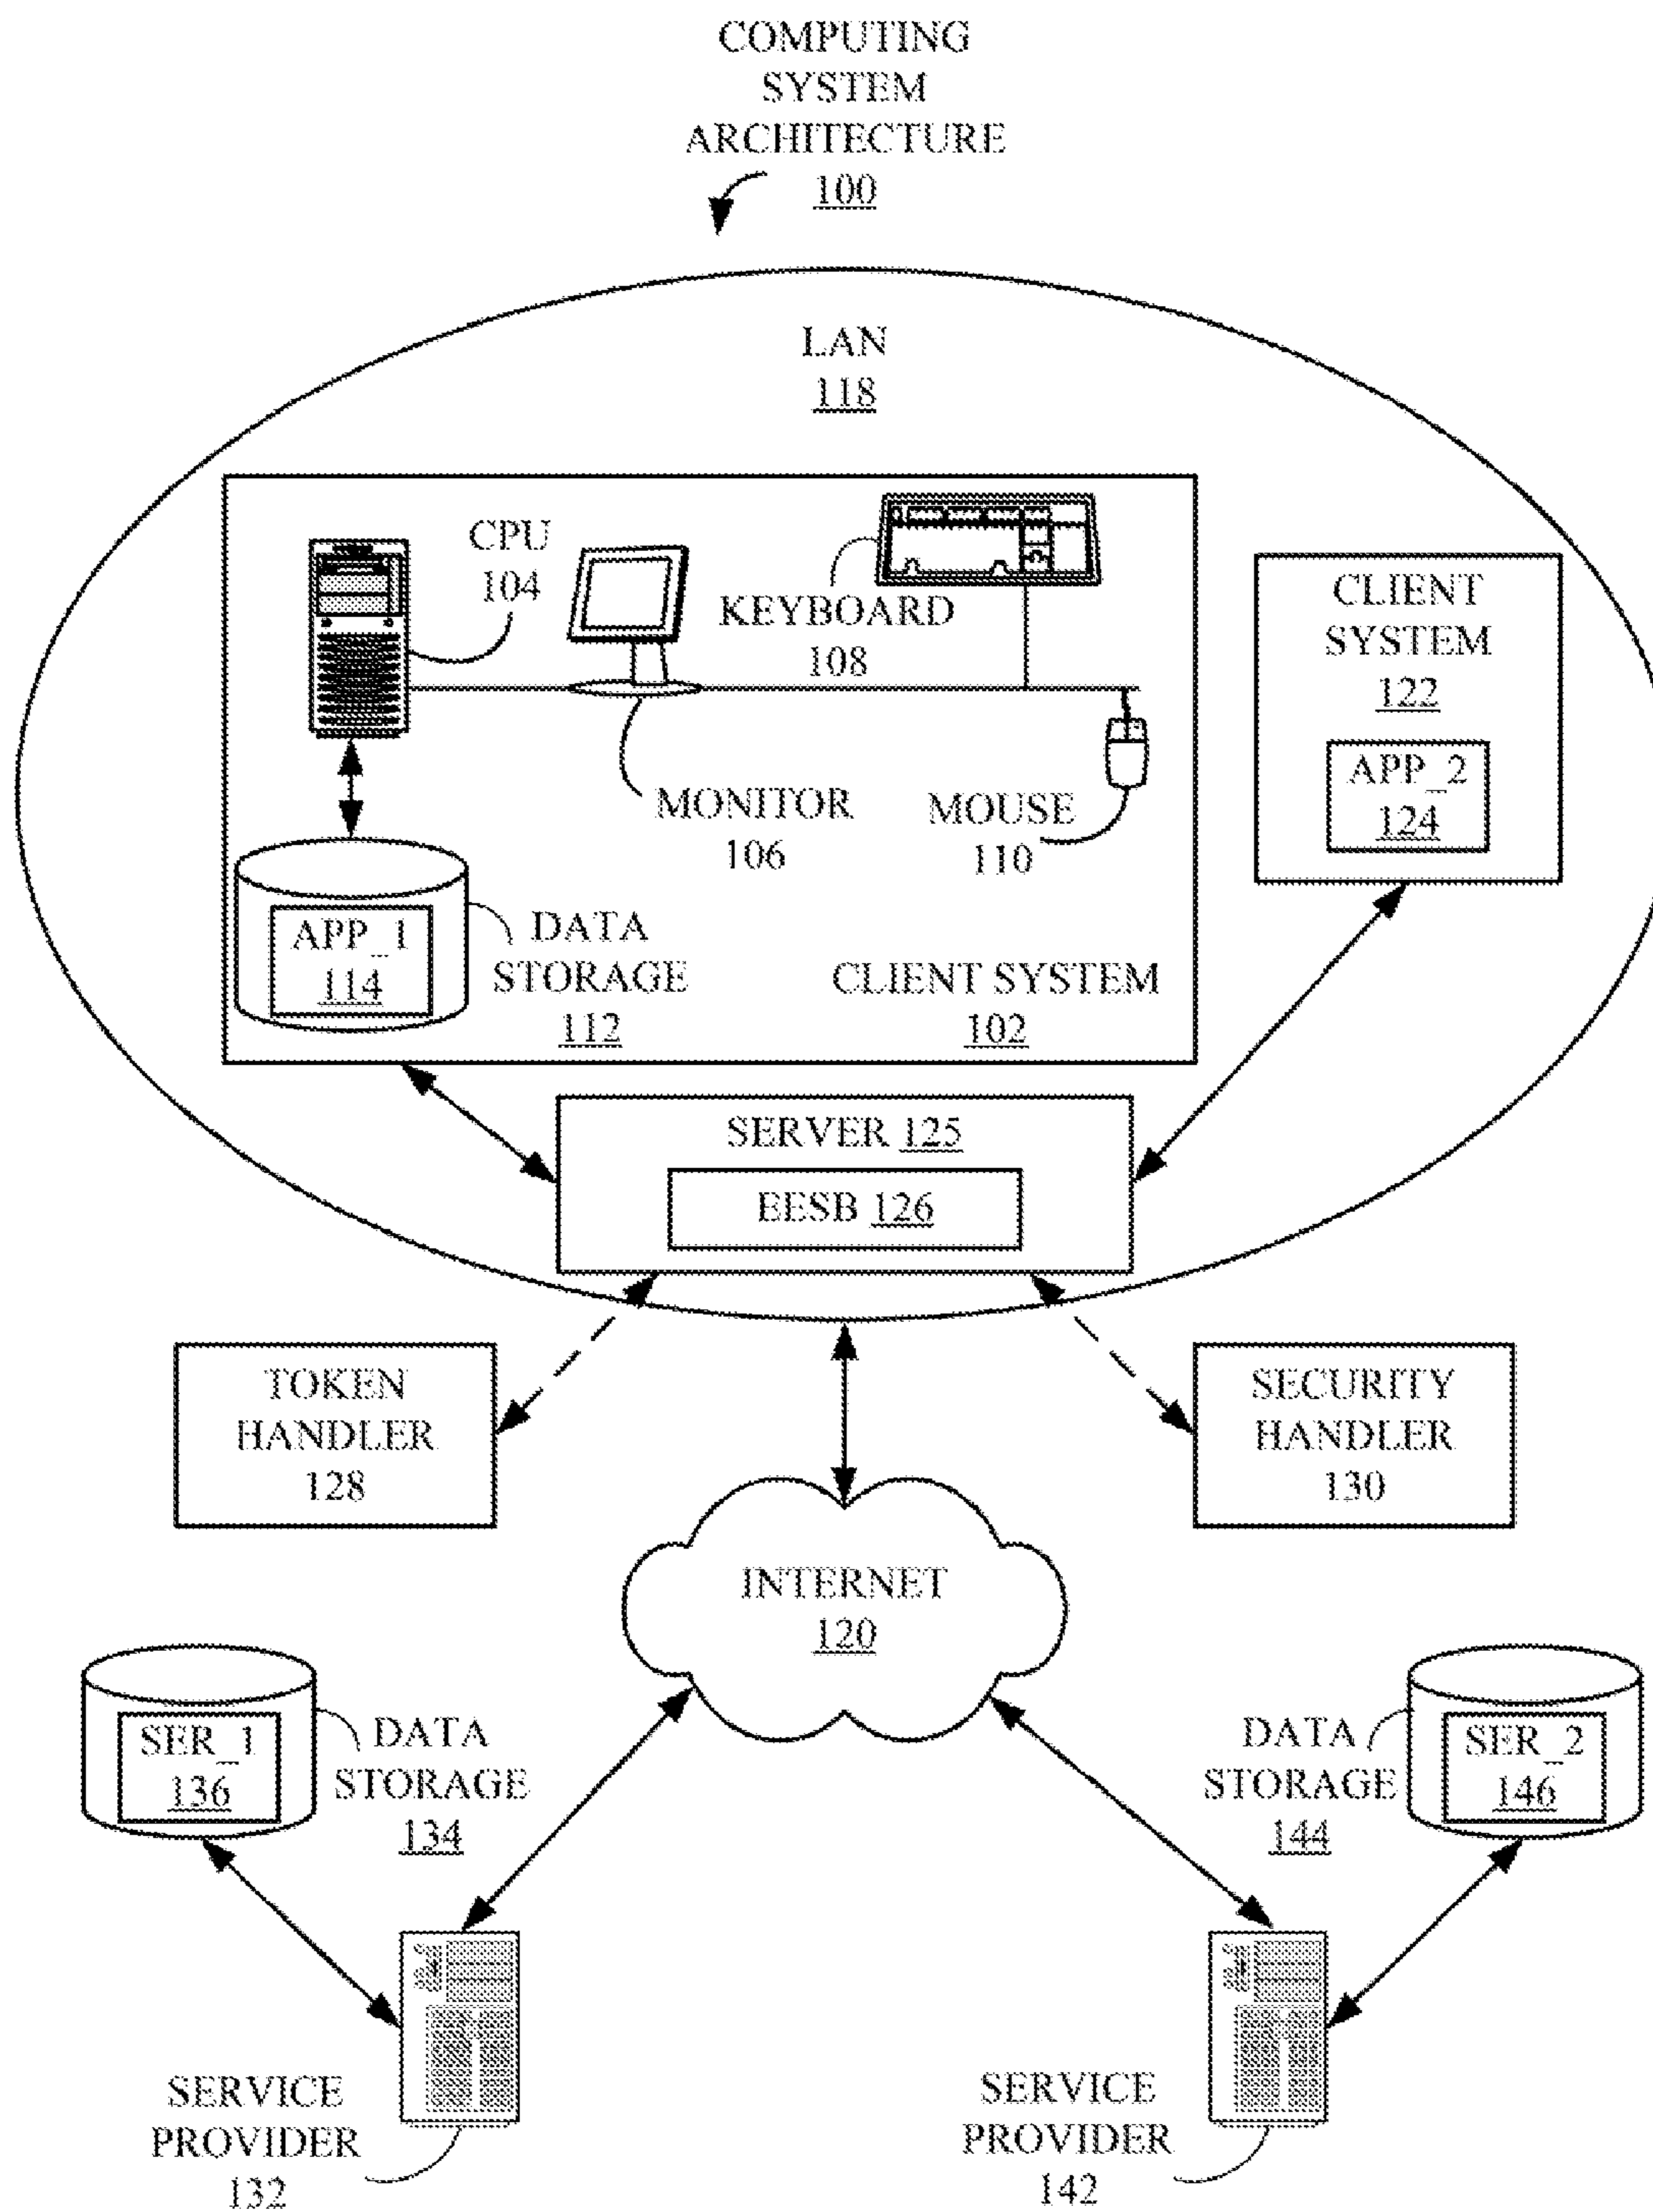 COMPUTING
SYSTEM
ARCHITECTURE
100
LAN
118
CPU
104
KEYBOARD
108
MONITOR
106
MOUSE
110
APP_1
114
DATA
STORAGE
112
CLIENT SYSTEM
102
CLIENT
SYSTEM
122
APP_2
124
SERVER 125
EESB 126
TOKEN
HANDLER
128
SECURITY
HANDLER
130
INTERNET
120
SER_1
136
DATA
STORAGE
134
DATA
STORAGE
144
SER_2
146
SERVICE
PROVIDER
132
SERVICE
PROVIDER
142